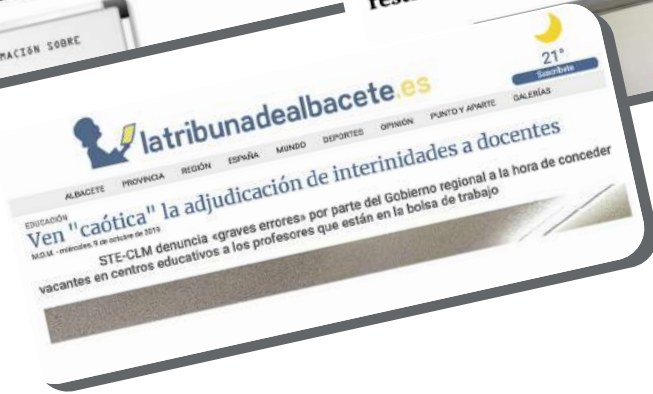 MACIÓN SOBRE
latribunadealbacete.es
21°
Suscríbete
ALBACETE PROVINCIA REGIÓN ESPAÑA MUNDO DEPORTES OPINIÓN PUNTO Y APARTE GALERÍAS
EDUCACIÓN
Ven "caótica" la adjudicación de interinidades a docentes
M.D.M. - miércoles, 9 de octubre de 2019
STE-CLM denuncia «graves errores» por parte del Gobierno regional a la hora de conceder
vacantes en centros educativos a los profesores que están en la bolsa de trabajo